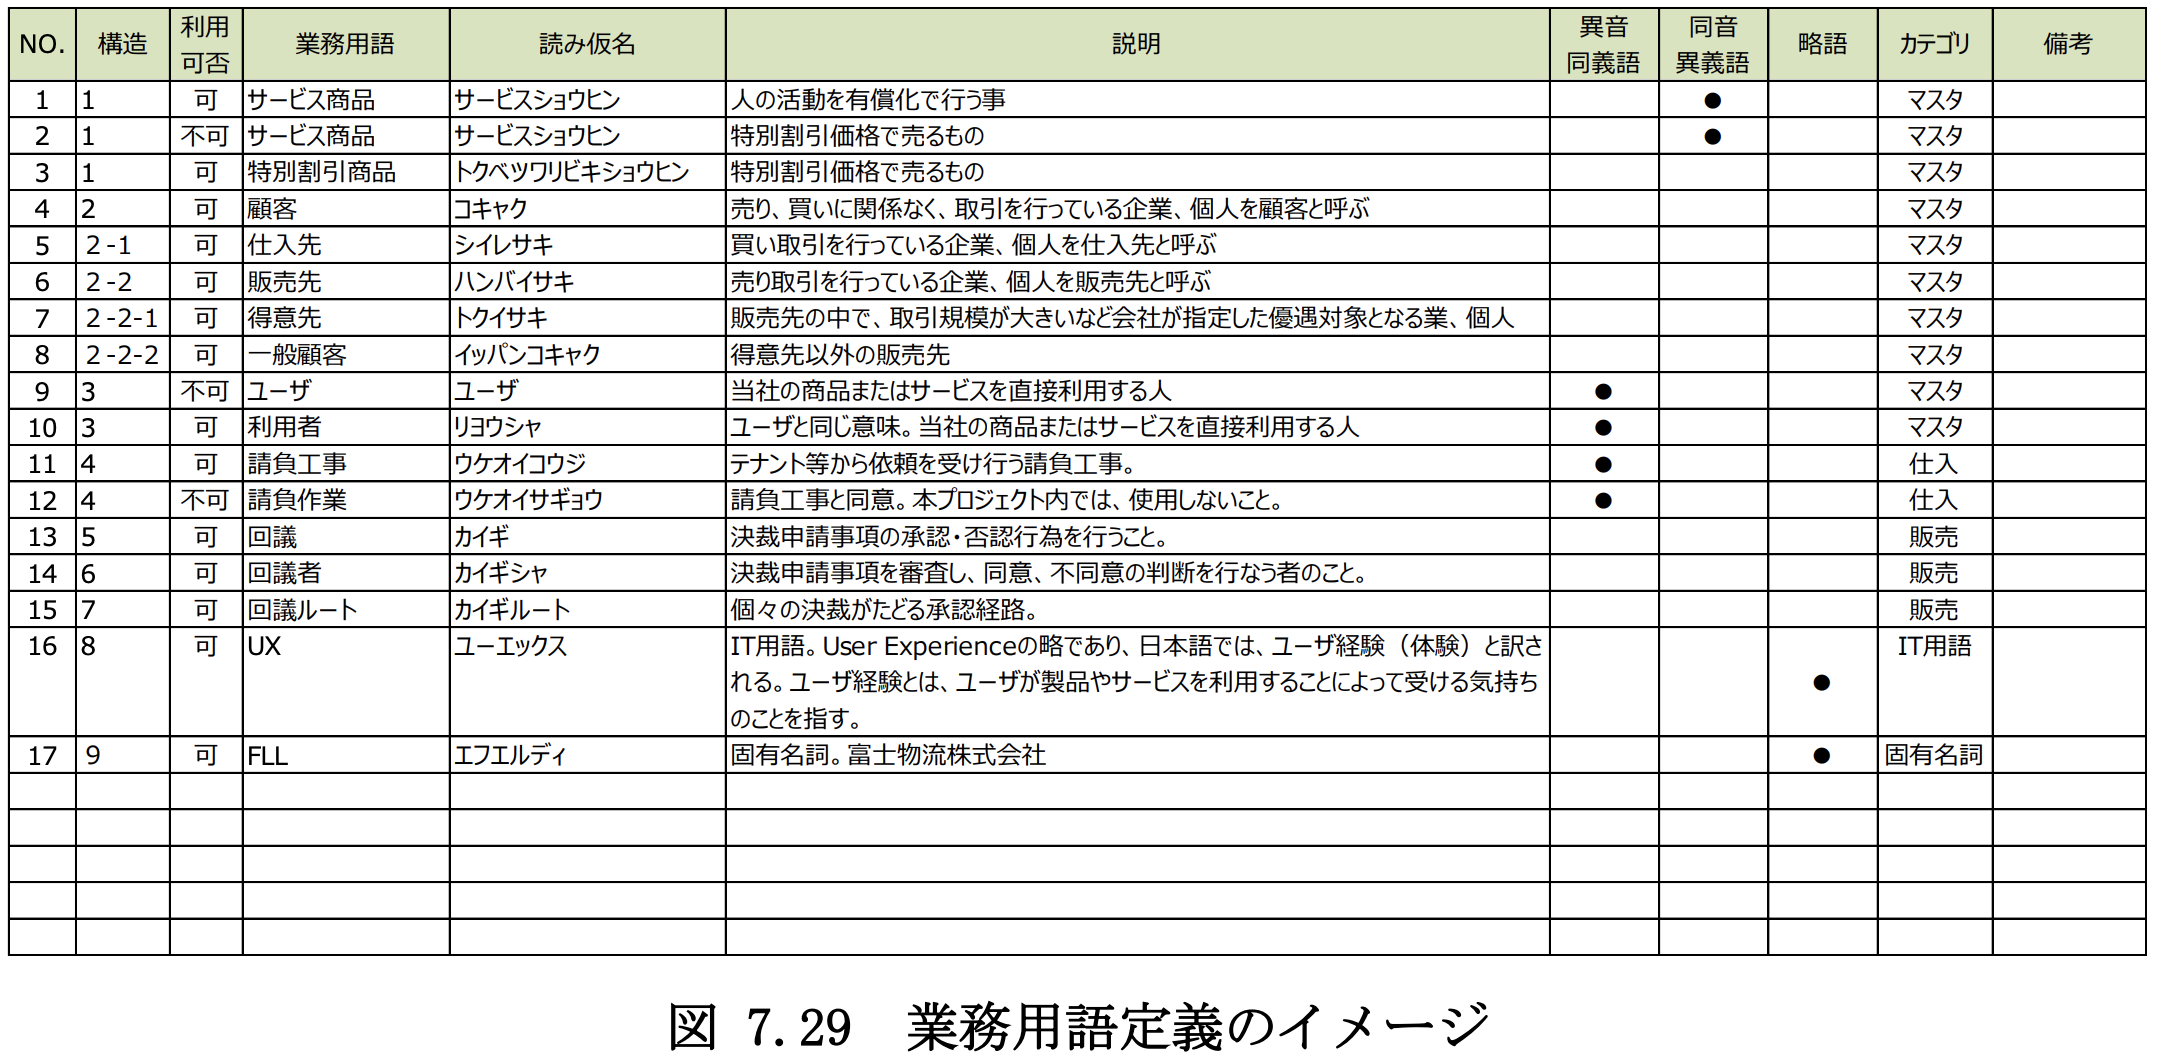 NO. 構造 利用可否 業務用語 読み仮名 説明 異音同義語 同音異義語 略語 カテゴリ 備考
1 1 可 サービス商品 サービスショウヒン 人の活動を有償化で行う事 ● マスタ
2 1 不可 サービス商品 サービスショウヒン 特別割引価格で売るもの ● マスタ
3 1 可 特別割引商品 トクベツワリビキショウヒン 特別割引価格で売るもの マスタ
4 2 可 顧客 コキャク 売り、買いに関係なく、取引を行っている企業、個人を顧客と呼ぶ マスタ
5 2-1 可 仕入先 シイレサキ 買い取引を行っている企業、個人を仕入先と呼ぶ マスタ
6 2-2 可 販売先 ハンバイサキ 売り取引を行っている企業、個人を販売先と呼ぶ マスタ
7 2-2-1 可 得意先 トクイサキ 販売先の中で、取引規模が大きいなど会社が指定した優遇対象となる業、個人 マスタ
8 2-2-2 可 一般顧客 イッパンコキャク 得意先以外の販売先 マスタ
9 3 不可 ユーザ ユーザ 当社の商品またはサービスを直接利用する人 ● マスタ
10 3 可 利用者 リヨウシャ ユーザと同じ意味。当社の商品またはサービスを直接利用する人 ● マスタ
11 4 可 請負工事 ウケオイコウジ テナント等から依頼を受け行う請負工事。 ● 仕入
12 4 不可 請負作業 ウケオイサギョウ 請負工事と同意。本プロジェクト内では、使用しないこと。 ● 仕入
13 5 可 回議 カイギ 決裁申請事項の承認・否認行為を行うこと。 販売
14 6 可 回議者 カイギシャ 決裁申請事項を審査し、同意、不同意の判断を行なう者のこと。 販売
15 7 可 回議ルート カイギルート 個々の決裁がたどる承認経路。 販売
16 8 可 UX ユーエックス IT用語。User Experienceの略であり、日本語では、ユーザ経験（体験）と訳さ IT用語
れる。ユーザ経験とは、ユーザが製品やサービスを利用することによって受ける気持ち ●
のことを指す。
17 9 可 FLL エフエルディ 固有名詞。富士物流株式会社 ● 固有名詞
図 7.29 業務用語定義のイメージ